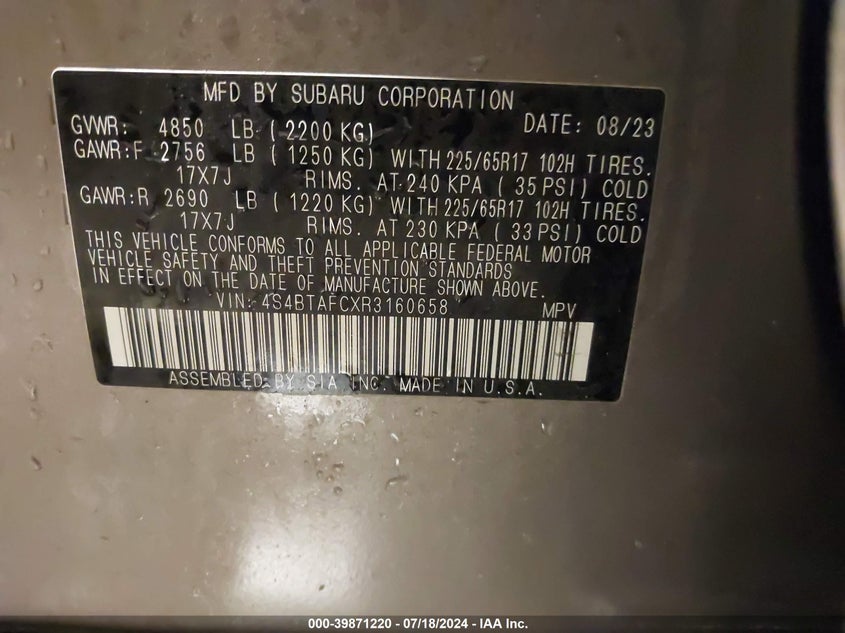 MFD BY SUBARU CORPORATION
GVWR: 4850 LB ( 2200 KG) DATE: 08/23
GAWR:F 2756 LB ( 1250 KG) WITH 225/65R17 102H TIRES.
17X7J RIMS. AT 240 KPA ( 35 PSI) COLD
GAWR:R 2690 LB ( 1220 KG) WITH 225/65R17 102H TIRES.
17X7J RIMS. AT 230 KPA ( 33 PSI) COLD
THIS VEHICLE CONFORMS TO ALL APPLICABLE FEDERAL MOTOR
VEHICLE SAFETY AND THEFT PREVENTION STANDARDS
IN EFFECT ON THE DATE OF MANUFACTURE SHOWN ABOVE.
VIN: 4S4BTAFCXR3160658 MPV
ASSEMBLED BY SIA INC. MADE IN U.S.A.
000-39871220 - 07/18/2024 - IAA Inc.